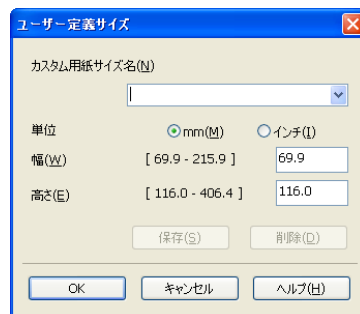 ユーザー定義サイズ
カスタム用紙サイズ名(N)
単位 mm(M) インチ(I)
幅(W) [ 69.9 - 215.9 ] 69.9
高さ(E) [ 116.0 - 406.4 ] 116.0
保存(S) 削除(D)
OK キャンセル ヘルプ(H)